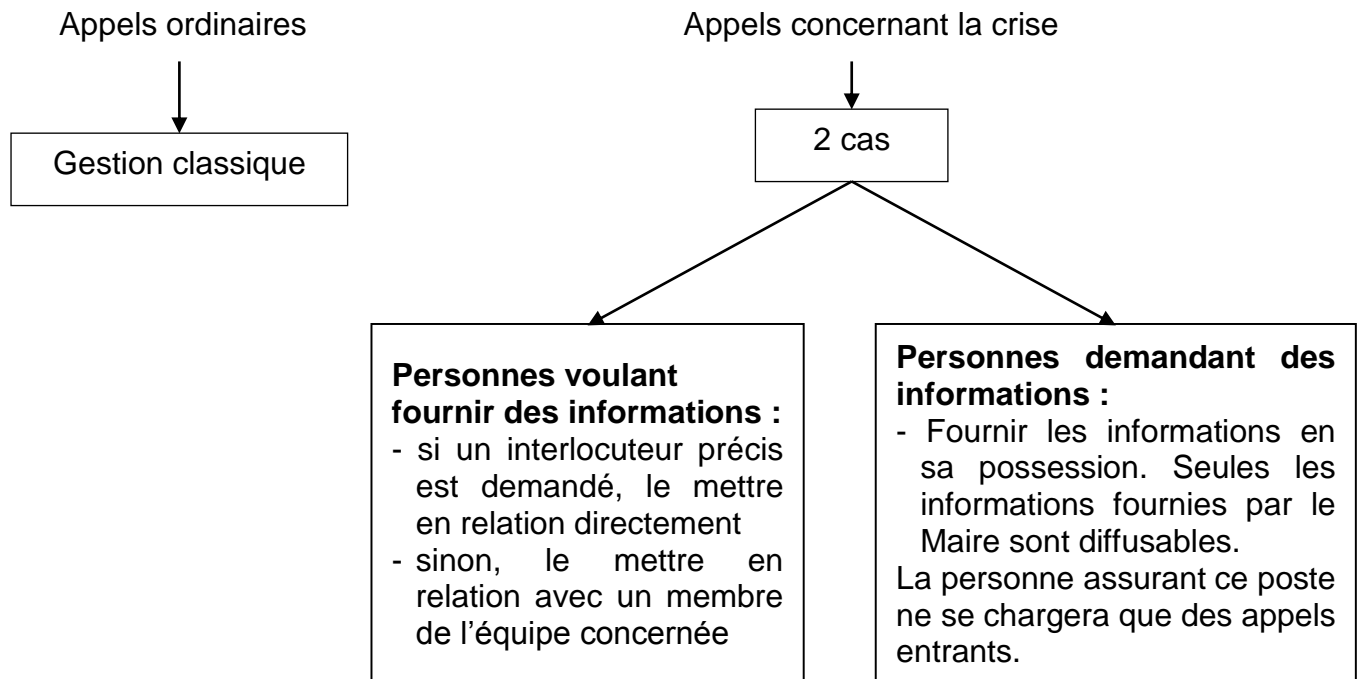 Appels ordinaires
Appels concernant la crise
Gestion classique
2 cas
Personnes voulant
fournir des informations :
- si un interlocuteur précis
est demandé, le mettre
en relation directement
- sinon, le mettre en
relation avec un membre
de l’équipe concernée
Personnes demandant des
informations :
- Fournir les informations en
sa possession. Seules les
informations fournies par le
Maire sont diffusables.
La personne assurant ce poste
ne se chargera que des appels
entrants.